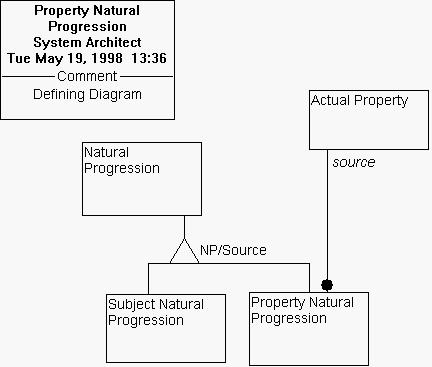 Property Natural
Progression
System Architect
Tue May 19, 1998 13:36
Comment
Defining Diagram
Actual Property
source
Natural
Progression
NP/Source
Subject Natural
Progression
Property Natural
Progression